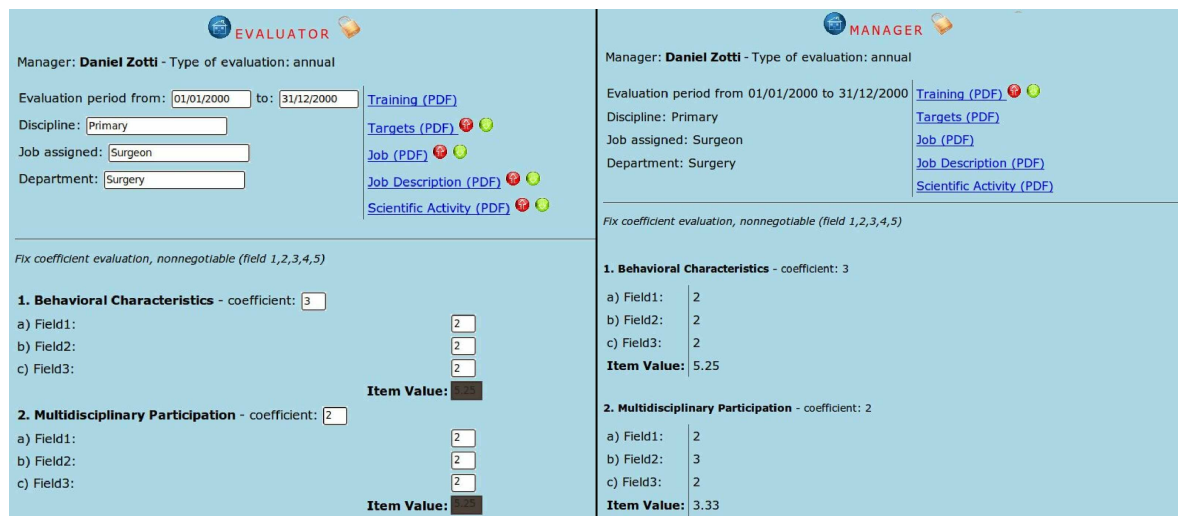 EVALUATOR
Manager: Daniel Zotti - Type of evaluation: annual
Evaluation period from: 01/01/2000 to: 31/12/2000
Discipline: Primary
Job assigned: Surgeon
Department: Surgery
Training (PDF)
Targets (PDF)
Job (PDF)
Job Description (PDF)
Scientific Activity (PDF)
Fix coefficient evaluation, nonnegotiable (field 1,2,3,4,5)
1. Behavioral Characteristics - coefficient: 3
a) Field1: 2
b) Field2: 2
c) Field3: 2
Item Value: 5.25
2. Multidisciplinary Participation - coefficient: 2
a) Field1: 2
b) Field2: 2
c) Field3: 2
Item Value: 5.25
MANAGER
Manager: Daniel Zotti - Type of evaluation: annual
Evaluation period from 01/01/2000 to 31/12/2000
Discipline: Primary
Job assigned: Surgeon
Department: Surgery
Training (PDF)
Targets (PDF)
Job (PDF)
Job Description (PDF)
Scientific Activity (PDF)
Fix coefficient evaluation, nonnegotiable (field 1,2,3,4,5)
1. Behavioral Characteristics - coefficient: 3
a) Field1: 2
b) Field2: 2
c) Field3: 2
Item Value: 5.25
2. Multidisciplinary Participation - coefficient: 2
a) Field1: 2
b) Field2: 3
c) Field3: 2
Item Value: 3.33